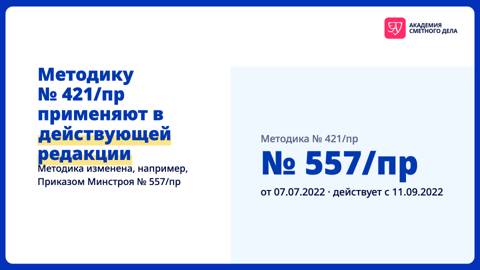 АКАДЕМИЯ
СМЕТНОГО ДЕЛА
Методику
№ 421/пр
применяют в
действующей
редакции
Методика изменена, например,
Приказом Минстроя № 557/пр
Методика № 421/пр
№ 557/пр
от 07.07.2022 · действует с 11.09.2022